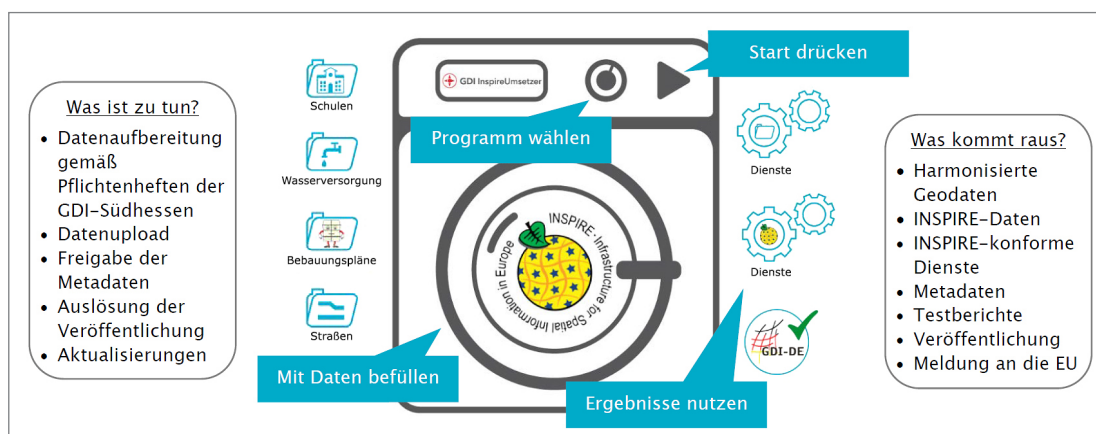 Was ist zu tun?
• Datenaufbereitung
gemäß
Pflichtenheften der
GDI-Südhessen
• Datenupload
• Freigabe der
Metadaten
• Auslösung der
Veröffentlichung
• Aktualisierungen
Schulen
Wasserversorgung
Bebauungspläne
Straßen
GDI InspireUmsetzer
Start drücken
Programm wählen
INSPIRE - Infrastructure for Spatial Information in Europe
Mit Daten befüllen
Ergebnisse nutzen
Dienste
Dienste
GDI-DE
Was kommt raus?
• Harmonisierte
Geodaten
• INSPIRE-Daten
• INSPIRE-konforme
Dienste
• Metadaten
• Testberichte
• Veröffentlichung
• Meldung an die EU